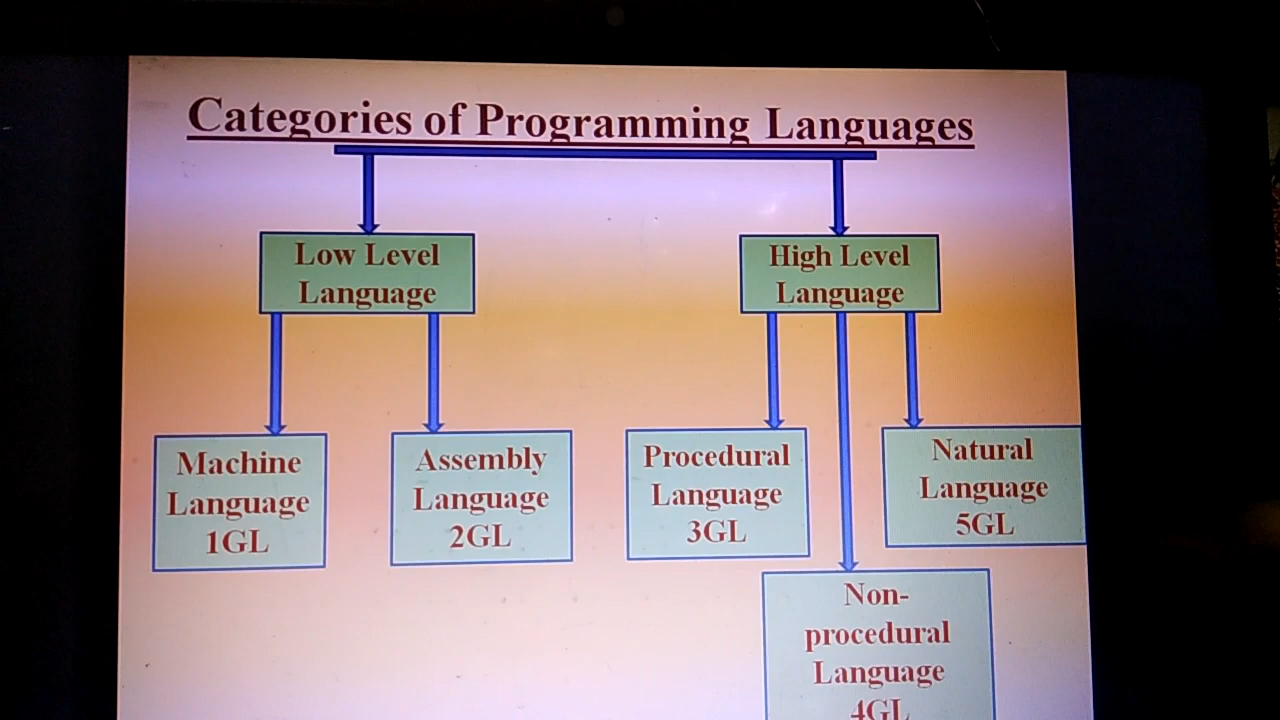 Categories of Programming Languages
Low Level
Language
High Level
Language
Machine
Language
1GL
Assembly
Language
2GL
Procedural
Language
3GL
Natural
Language
5GL
Non-
procedural
Language
4GL